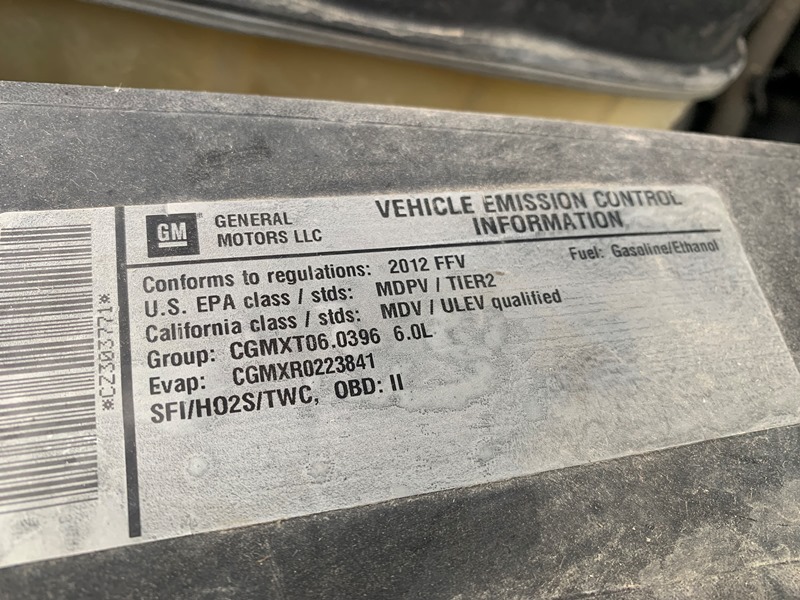 *CZ303771*
GM
GENERAL
MOTORS LLC
VEHICLE EMISSION CONTROL
INFORMATION
Conforms to regulations: 2012 FFV
Fuel: Gasoline/Ethanol
U.S. EPA class / stds: MDPV / TIER2
California class / stds: MDV / ULEV qualified
Group: CGMXT06.0396 6.0L
Evap: CGMXR0223841
SFI/HO2S/TWC, OBD: II